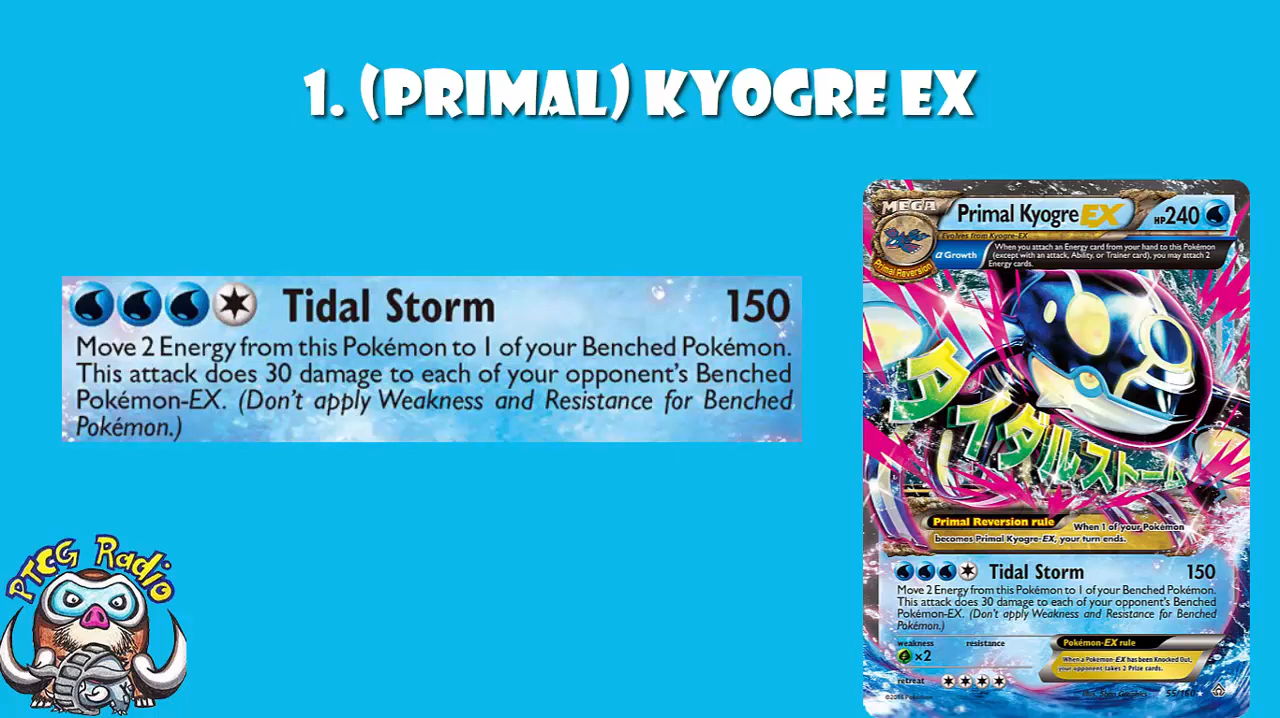 1. (PRIMAL) KYOGRE EX
Tidal Storm 150
Move 2 Energy from this Pokémon to 1 of your Benched Pokémon.
This attack does 30 damage to each of your opponent's Benched
Pokémon-EX. (Don't apply Weakness and Resistance for Benched
Pokémon.)
MEGA
Primal Kyogre EX HP240
Evolves from Kyogre-EX
Primal Reversion
α Growth
When you attach an Energy card from your hand to this Pokémon
(except with an attack, Ability, or Trainer card), you may attach 2
Energy cards.
タイダルストーム
Primal Reversion rule When 1 of your Pokémon
becomes Primal Kyogre-EX, your turn ends.
Tidal Storm 150
Move 2 Energy from this Pokémon to 1 of your Benched Pokémon.
This attack does 30 damage to each of your opponent's Benched
Pokémon-EX. (Don't apply Weakness and Resistance for Benched
Pokémon.)
weakness resistance
×2
Pokémon-EX rule
When a Pokémon-EX has been Knocked Out,
your opponent takes 2 Prize cards.
retreat
55/160
PTCG Radio